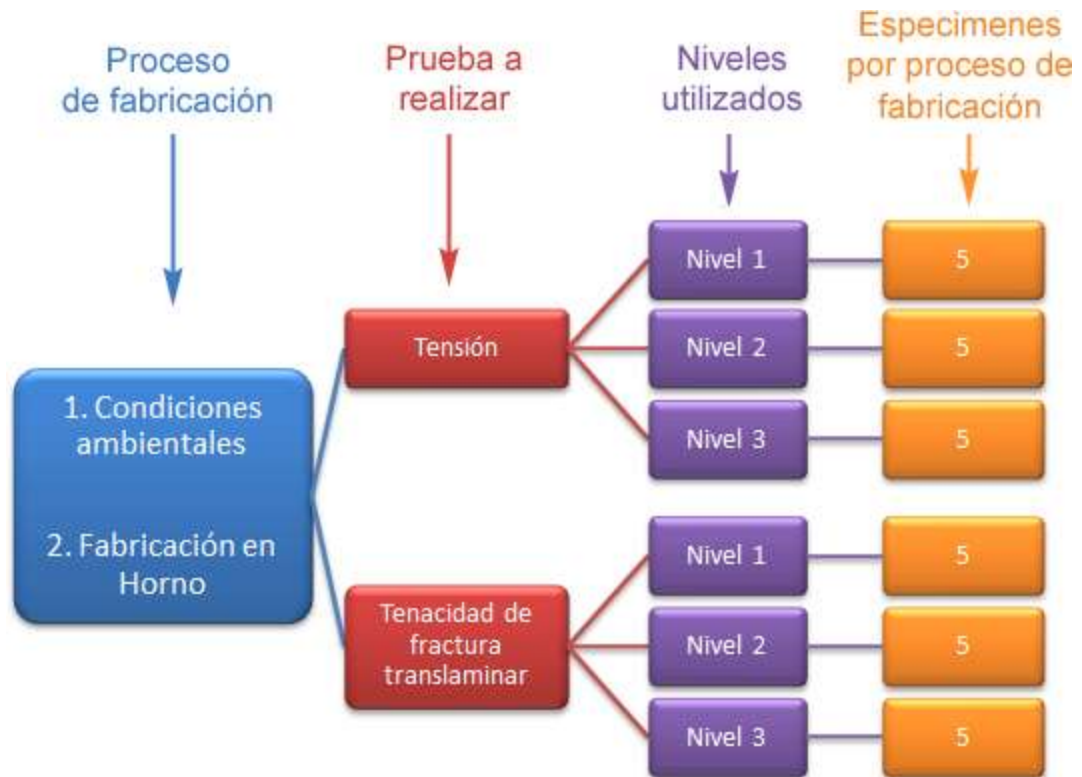 Proceso
de fabricación
Prueba a
realizar
Niveles
utilizados
Especimenes
por proceso de
fabricación
1. Condiciones
ambientales
2. Fabricación en
Horno
Tensión
Nivel 1
5
Nivel 2
5
Nivel 3
5
Tenacidad de
fractura
translaminar
Nivel 1
5
Nivel 2
5
Nivel 3
5